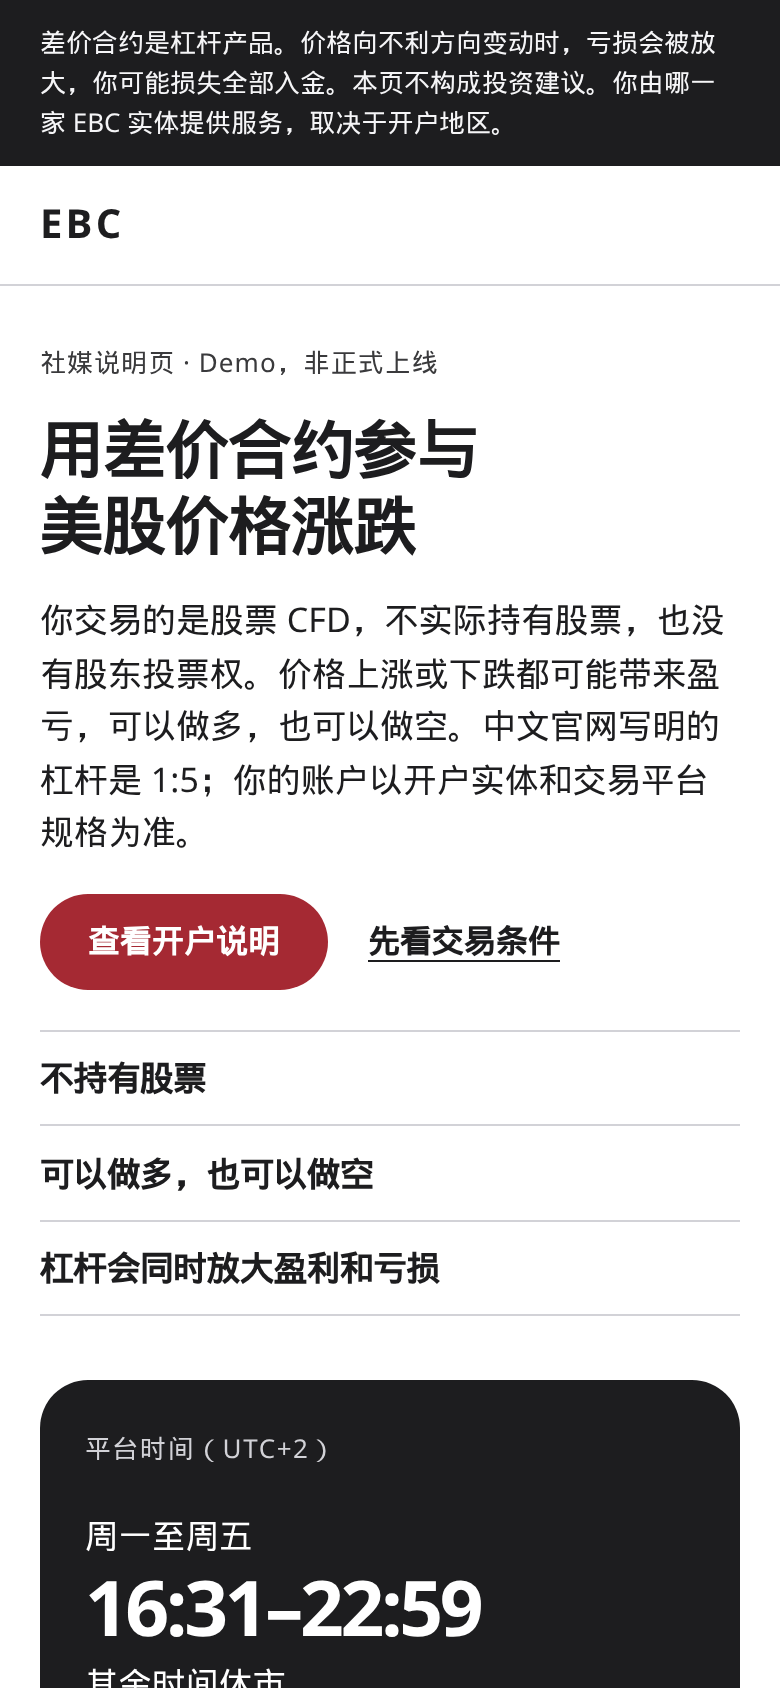 差价合约是杠杆产品。价格向不利方向变动时，亏损会被放
大，你可能损失全部入金。本页不构成投资建议。你由哪一
家 EBC 实体提供服务，取决于开户地区。
EBC
社媒说明页 · Demo，非正式上线
用差价合约参与
美股价格涨跌
你交易的是股票 CFD，不实际持有股票，也没
有股东投票权。价格上涨或下跌都可能带来盈
亏，可以做多，也可以做空。中文官网写明的
杠杆是 1:5；你的账户以开户实体和交易平台
规格为准。
查看开户说明
先看交易条件
不持有股票
可以做多，也可以做空
杠杆会同时放大盈利和亏损
平台时间（UTC+2）
周一至周五
16:31–22:59
其余时间休市